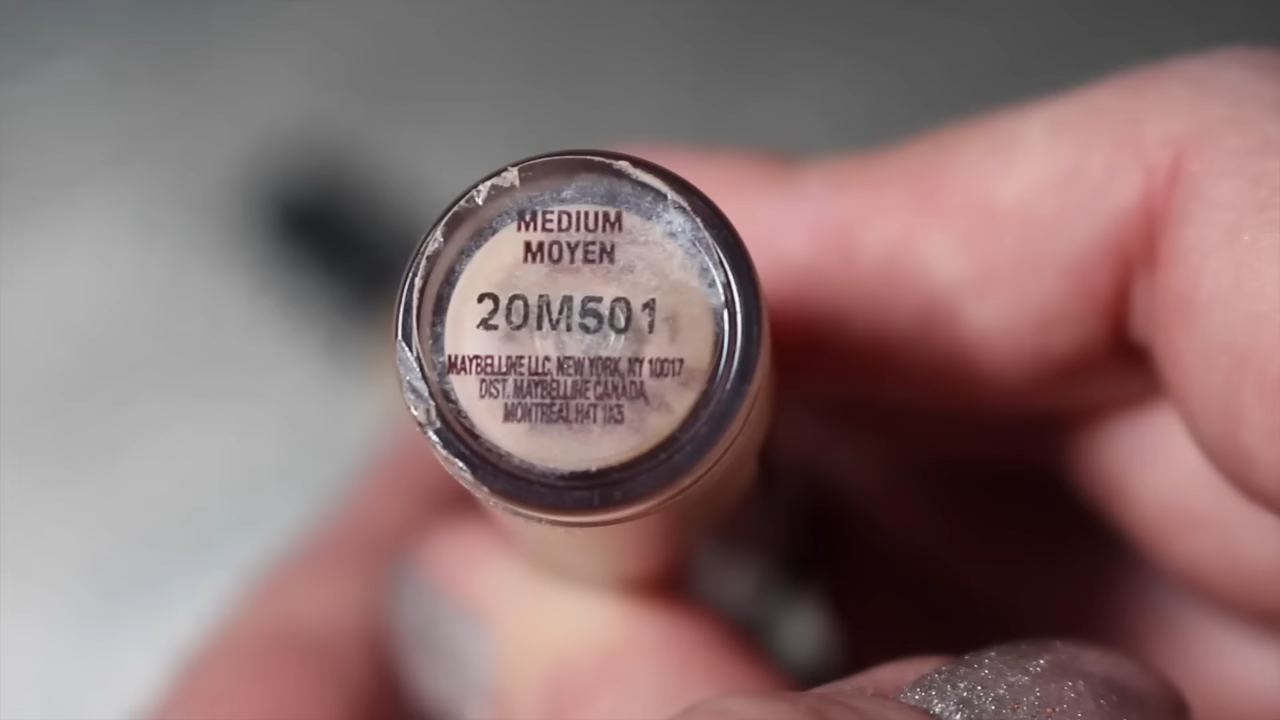 MEDIUM
MOYEN
20M501
MAYBELLINE LLC, NEW YORK, NY 10017
DIST. MAYBELLINE CANADA,
MONTREAL H4T 1K5